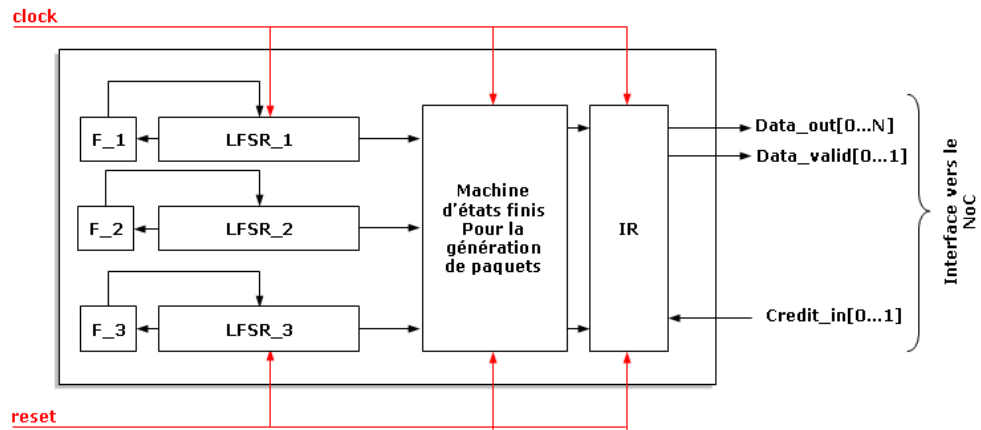 clock
F_1
LFSR_1
F_2
LFSR_2
F_3
LFSR_3
Machine
d'états finis
Pour la
génération
de paquets
IR
Data_out[0...N]
Data_valid[0...1]
Credit_in[0...1]
Interface vers le
NoC
reset